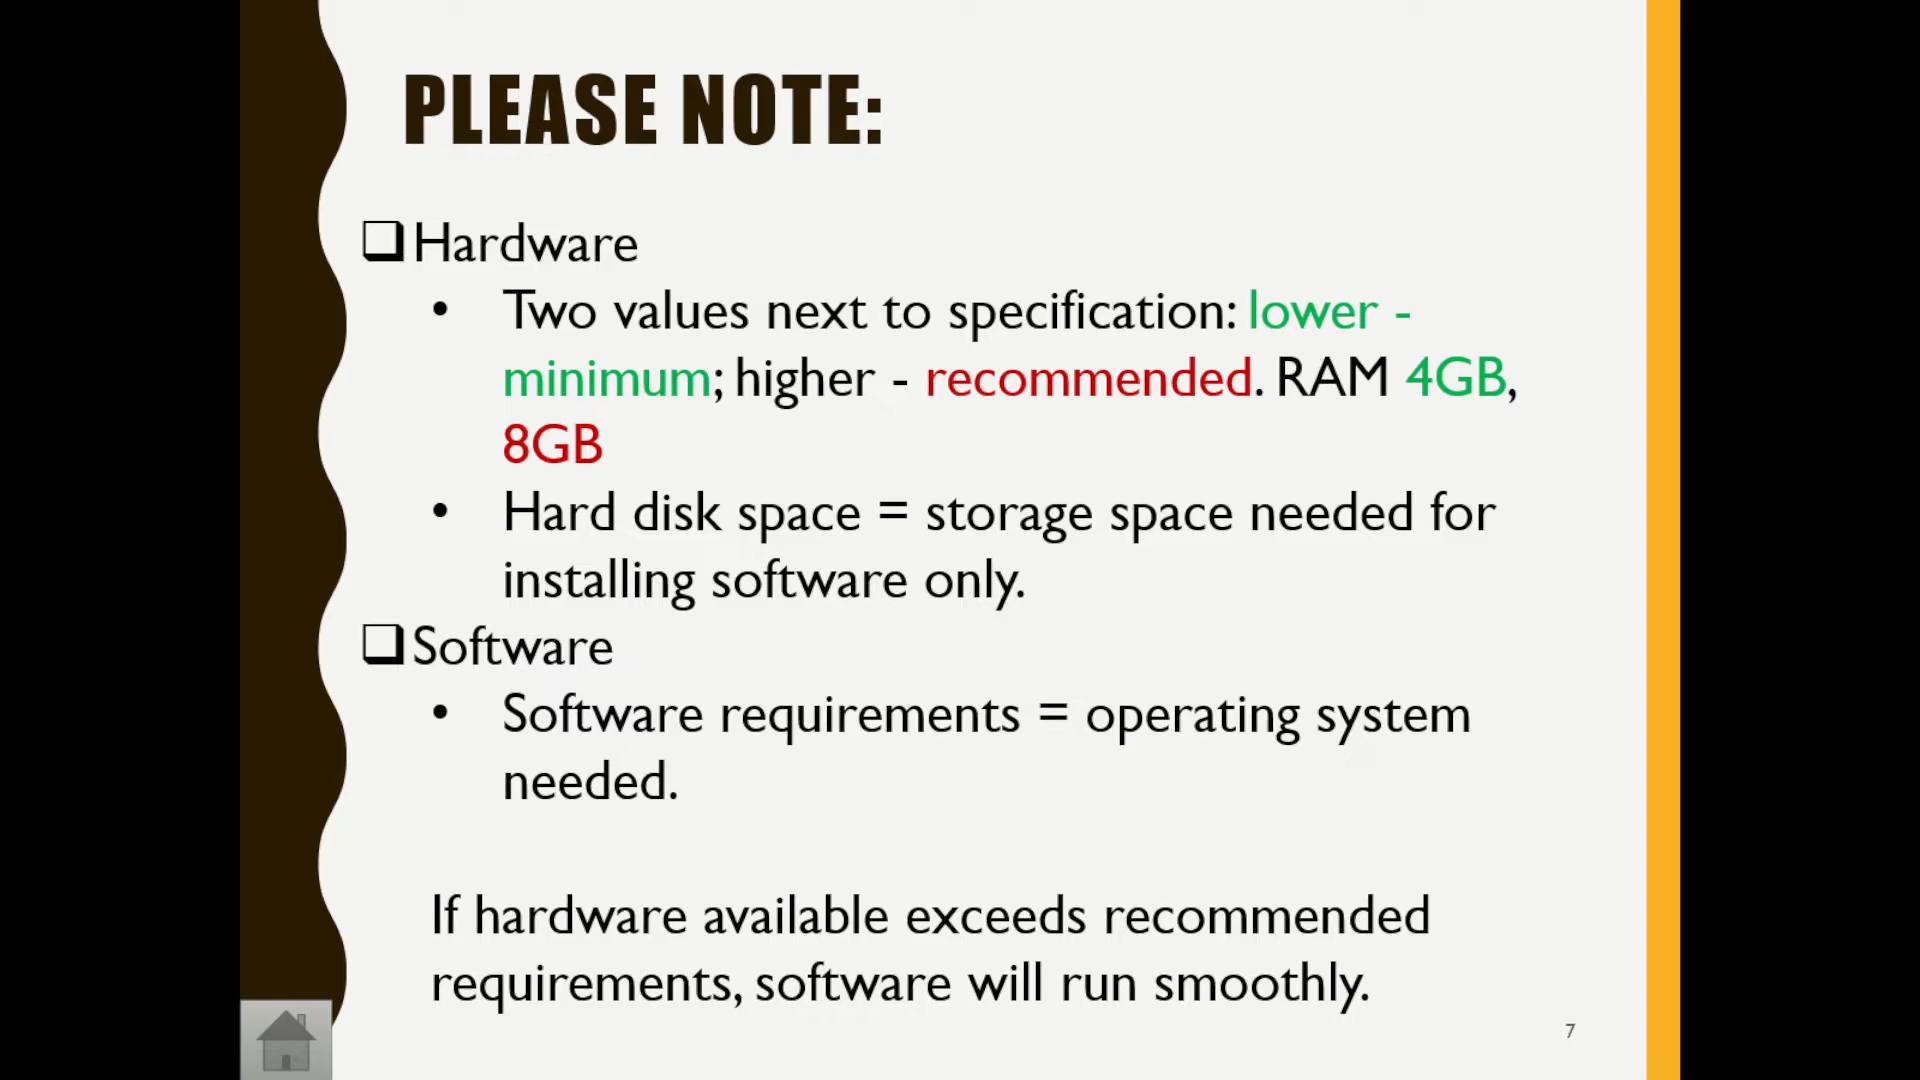 PLEASE NOTE:
❑Hardware
• Two values next to specification: lower -
minimum; higher - recommended. RAM 4GB,
8GB
• Hard disk space = storage space needed for
installing software only.
❑Software
• Software requirements = operating system
needed.
If hardware available exceeds recommended
requirements, software will run smoothly.
7